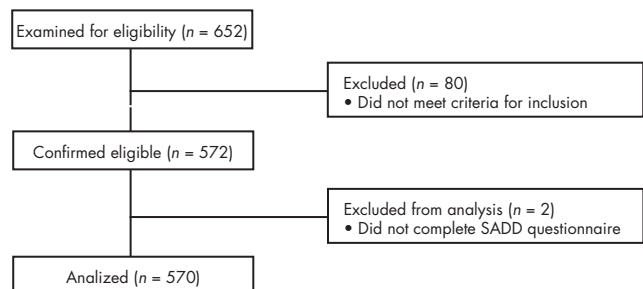 Examined for eligibility (n = 652)
Excluded (n = 80)
• Did not meet criteria for inclusion
Confirmed eligible (n = 572)
Excluded from analysis (n = 2)
• Did not complete SADD questionnaire
Analized (n = 570)